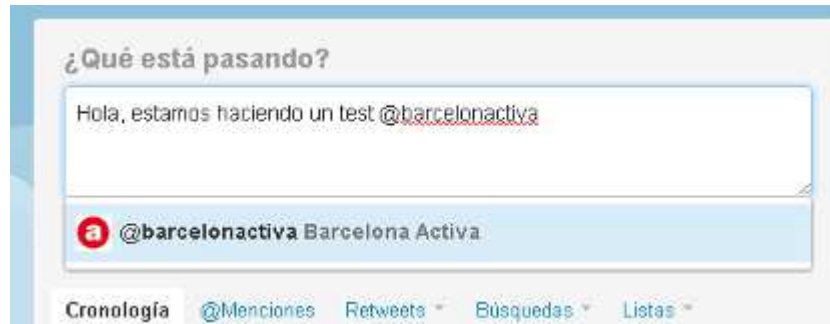 ¿Qué está pasando?
Hola, estamos haciendo un test @barcelonactiva
a @barcelonactiva Barcelona Activa
Cronología @Menciones Retweets Búsquedas Listas